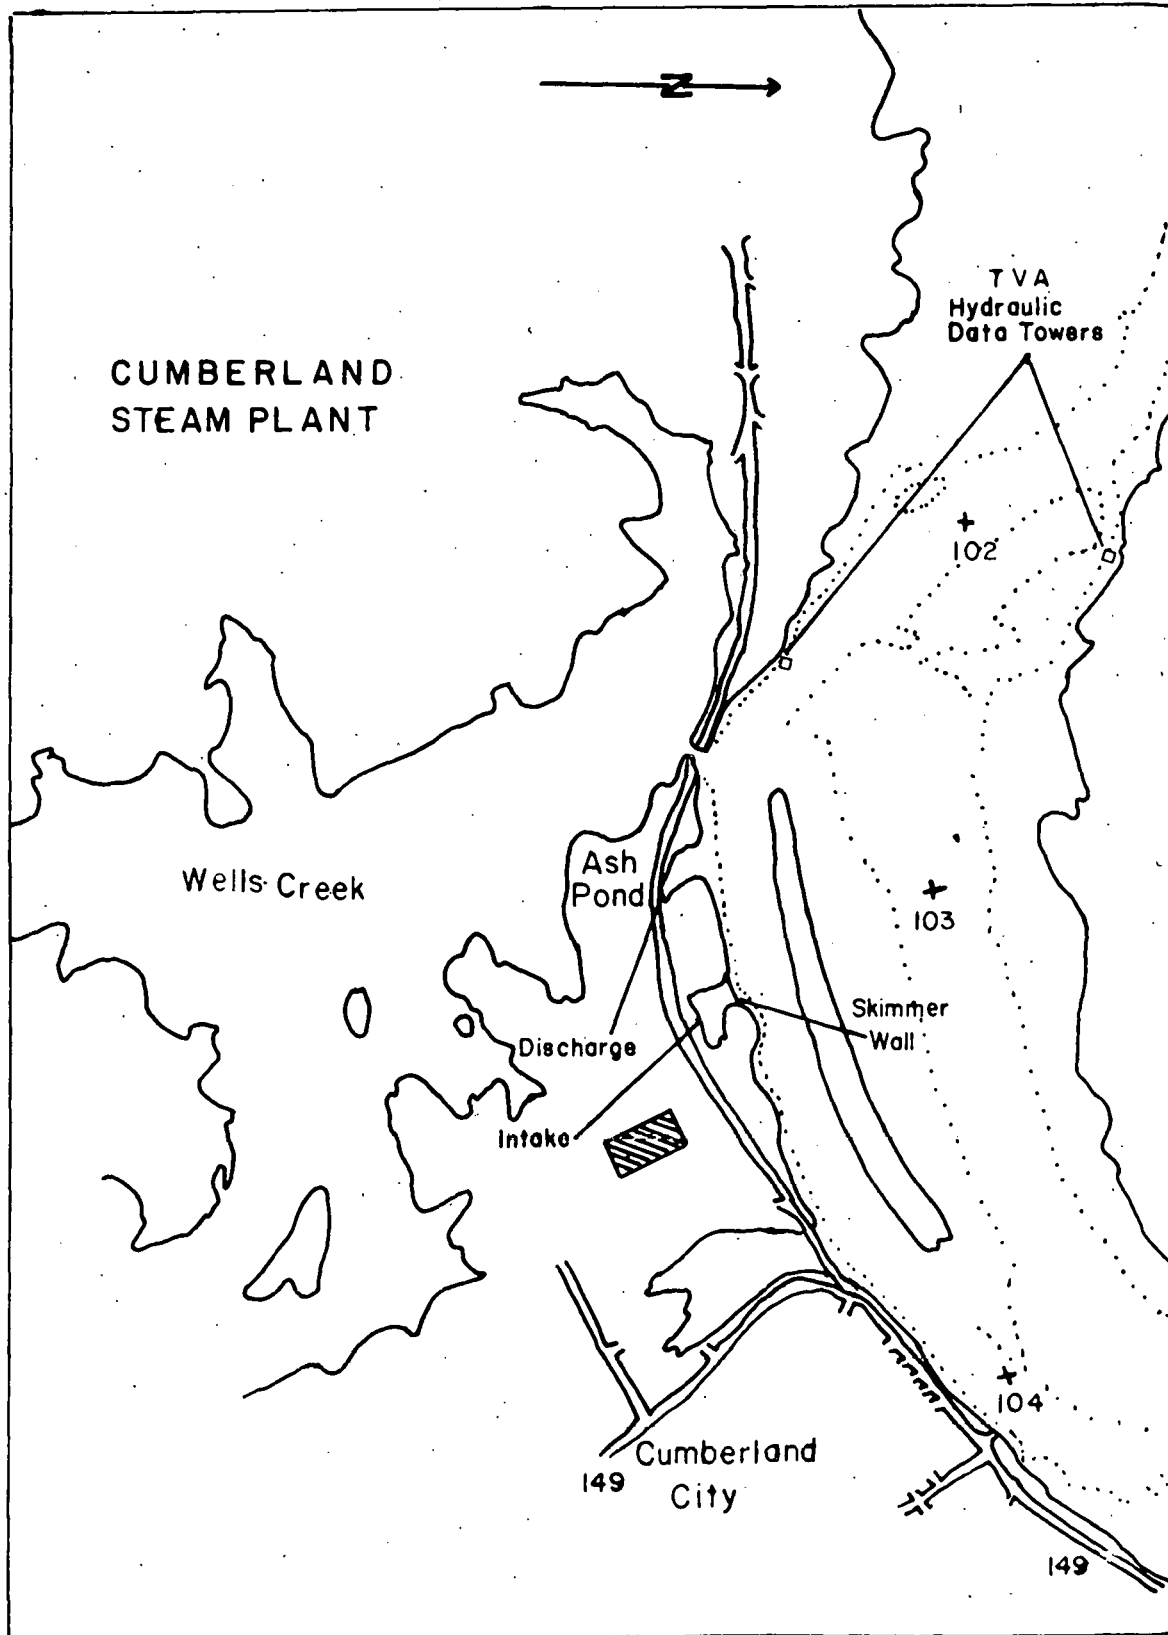 N
TVA
Hydraulic
Data Towers
CUMBERLAND
STEAM PLANT
102
Ash
Pond
Wells Creek
103
Skimmer
Wall
Discharge
Intake
104
Cumberland
City
149
149